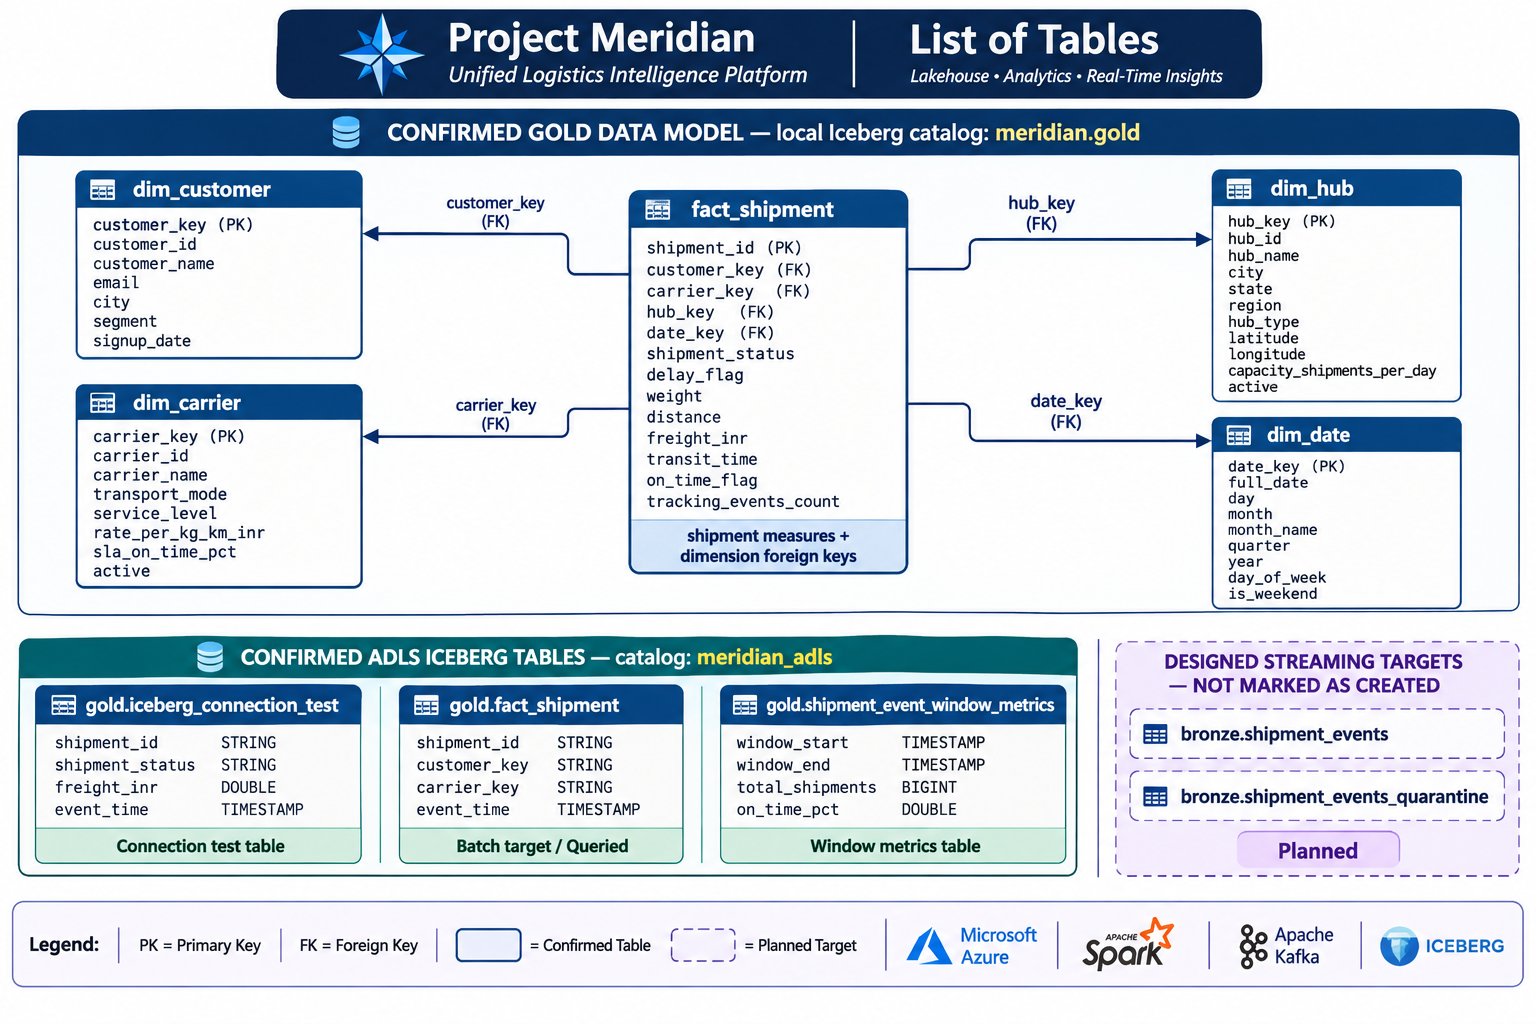 Project Meridian
Unified Logistics Intelligence Platform
List of Tables
Lakehouse • Analytics • Real-Time Insights
CONFIRMED GOLD DATA MODEL — local Iceberg catalog: meridian.gold
dim_customer
customer_key (PK)
customer_id
customer_name
email
city
segment
signup_date
customer_key
(FK)
dim_carrier
carrier_key (PK)
carrier_id
carrier_name
transport_mode
service_level
rate_per_kg_km_inr
sla_on_time_pct
active
carrier_key
(FK)
fact_shipment
shipment_id (PK)
customer_key (FK)
carrier_key (FK)
hub_key (FK)
date_key (FK)
shipment_status
delay_flag
weight
distance
freight_inr
transit_time
on_time_flag
tracking_events_count
shipment measures +
dimension foreign keys
hub_key
(FK)
dim_hub
hub_key (PK)
hub_id
hub_name
city
state
region
hub_type
latitude
longitude
capacity_shipments_per_day
active
date_key
(FK)
dim_date
date_key (PK)
full_date
day
month
month_name
quarter
year
day_of_week
is_weekend
CONFIRMED ADLS ICEBERG TABLES — catalog: meridian_adls
gold.iceberg_connection_test
shipment_id STRING
shipment_status STRING
freight_inr DOUBLE
event_time TIMESTAMP
Connection test table
gold.fact_shipment
shipment_id STRING
customer_key STRING
carrier_key STRING
event_time TIMESTAMP
Batch target / Queried
gold.shipment_event_window_metrics
window_start TIMESTAMP
window_end TIMESTAMP
total_shipments BIGINT
on_time_pct DOUBLE
Window metrics table
DESIGNED STREAMING TARGETS
— NOT MARKED AS CREATED
bronze.shipment_events
bronze.shipment_events_quarantine
Planned
Legend:
PK = Primary Key
FK = Foreign Key
= Confirmed Table
= Planned Target
Microsoft
Azure
APACHE
Spark
Apache
Kafka
ICEBERG